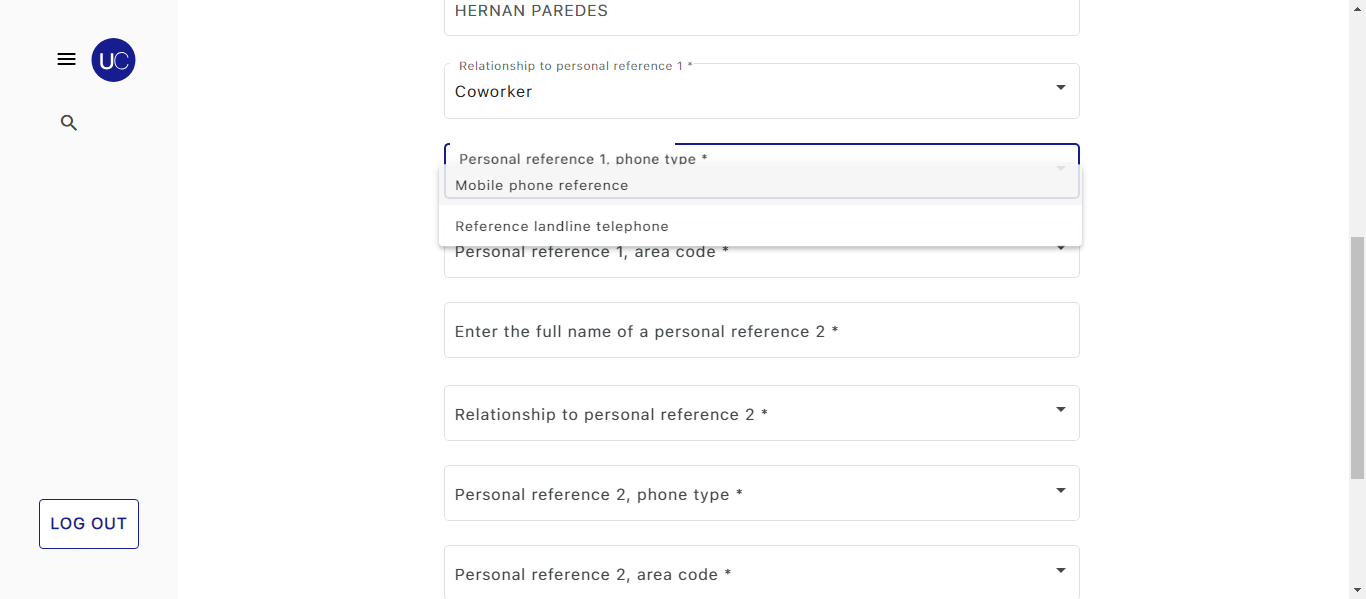 HERNAN PAREDES
UC
Relationship to personal reference 1 *
Coworker
Personal reference 1, phone type *
Mobile phone reference
Reference landline telephone
Personal reference 1, area code *
Enter the full name of a personal reference 2 *
Relationship to personal reference 2 *
Personal reference 2, phone type *
LOG OUT
Personal reference 2, area code *